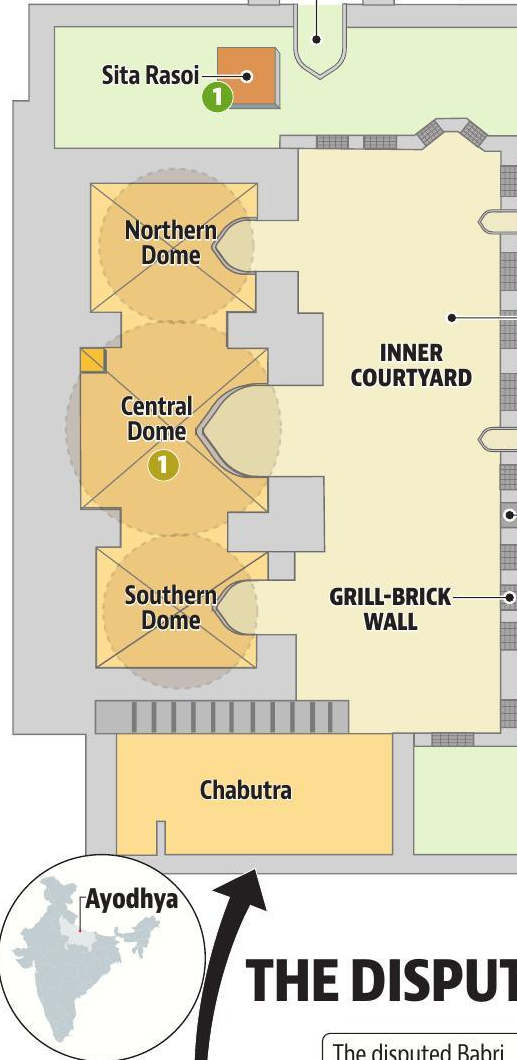 Sita Rasoi
1
Northern
Dome
INNER
COURTYARD
Central
Dome
1
Southern
Dome
GRILL-BRICK
WALL
Chabutra
Ayodhya
THE DISPUT
The disputed Babri